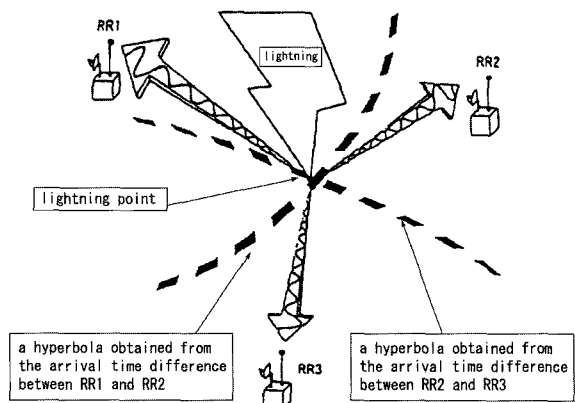 RR1
lightning
RR2
lightning point
a hyperbola obtained from
the arrival time difference
between RR1 and RR2
RR3
a hyperbola obtained from
the arrival time difference
between RR2 and RR3